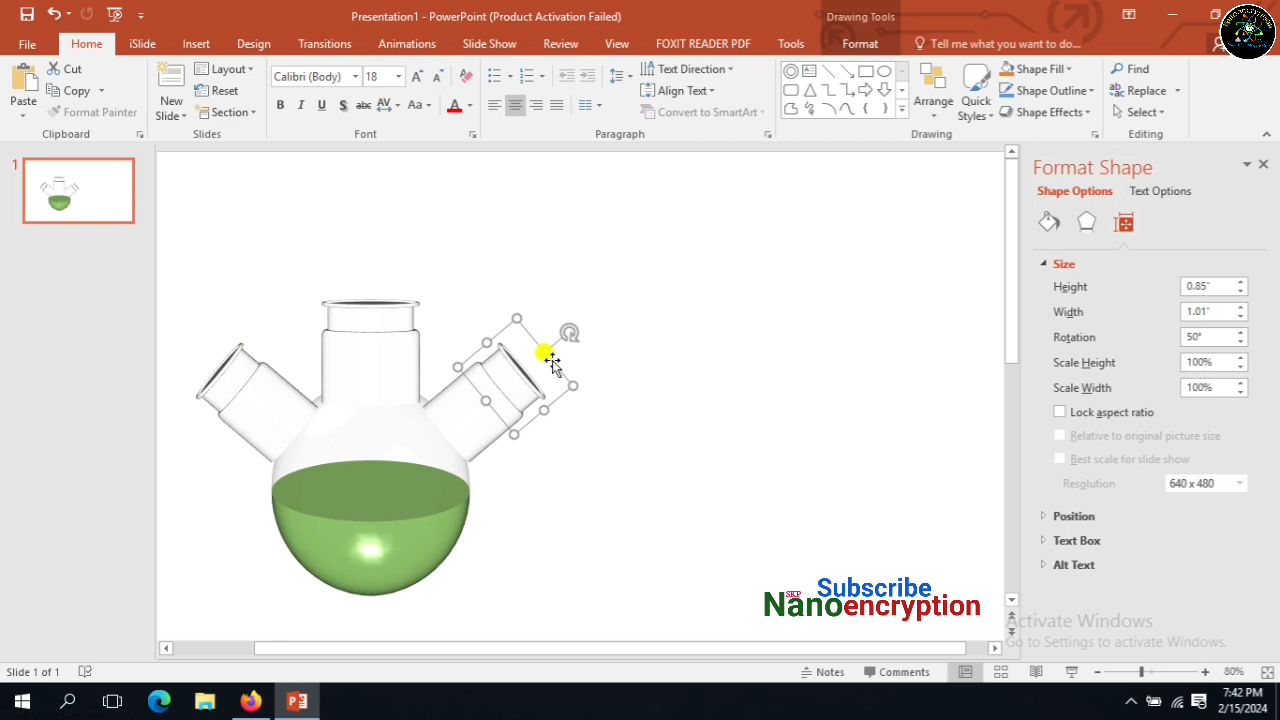 Presentation1 - PowerPoint (Product Activation Failed)
Drawing Tools
File
Home
iSlide
Insert
Design
Transitions
Animations
Slide Show
Review
View
FOXIT READER PDF
Tools
Format
Tell me what you want to do...
Paste
Cut
Copy
Format Painter
Clipboard
New Slide
Layout
Reset
Section
Slides
Calibri (Body)
18
B I U S abc AV Aa A
Font
Text Direction
Align Text
Convert to SmartArt
Paragraph
Arrange
Quick Styles
Shape Fill
Shape Outline
Shape Effects
Drawing
Find
Replace
Select
Editing
1
Format Shape
Shape Options Text Options
Size
Height 0.85"
Width 1.01"
Rotation 50°
Scale Height 100%
Scale Width 100%
Lock aspect ratio
Relative to original picture size
Best scale for slide show
Resolution 640 x 480
Position
Text Box
Alt Text
Subscribe
SKP
Nanoencryption
Activate Windows
Go to Settings to activate Windows.
Slide 1 of 1
Notes
Comments
80%
7:42 PM
2/15/2024